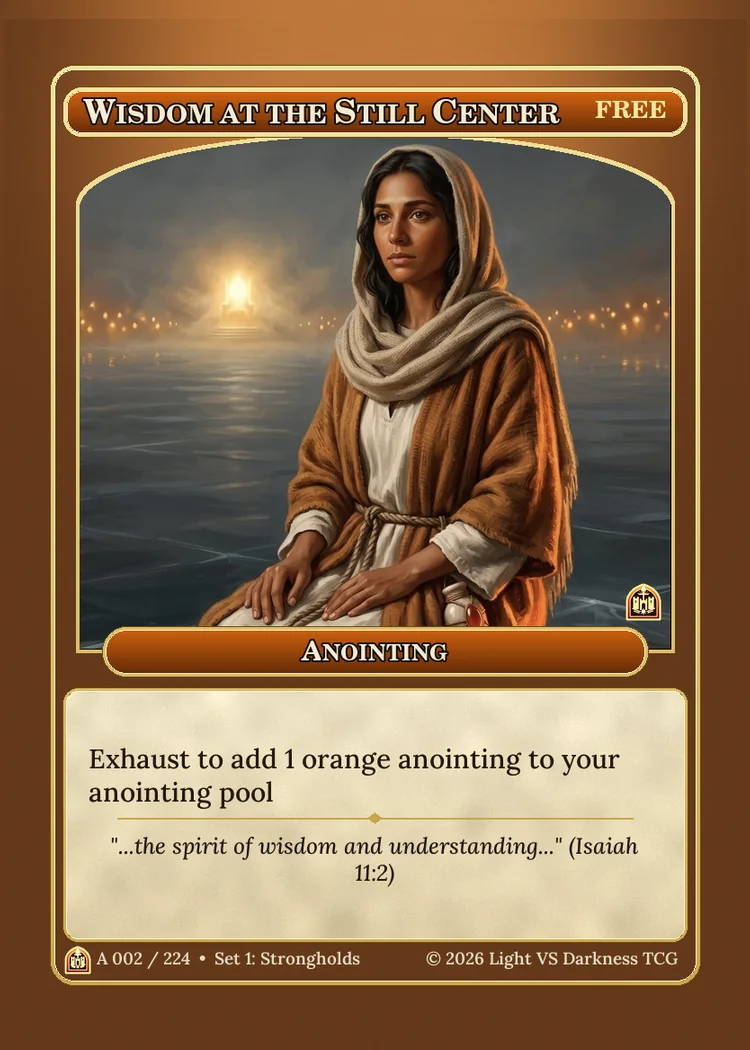 Wisdom at the Still Center FREE
Anointing
Exhaust to add 1 orange anointing to your
anointing pool
"...the spirit of wisdom and understanding..." (Isaiah
11:2)
A 002 / 224 • Set 1: Strongholds © 2026 Light VS Darkness TCG